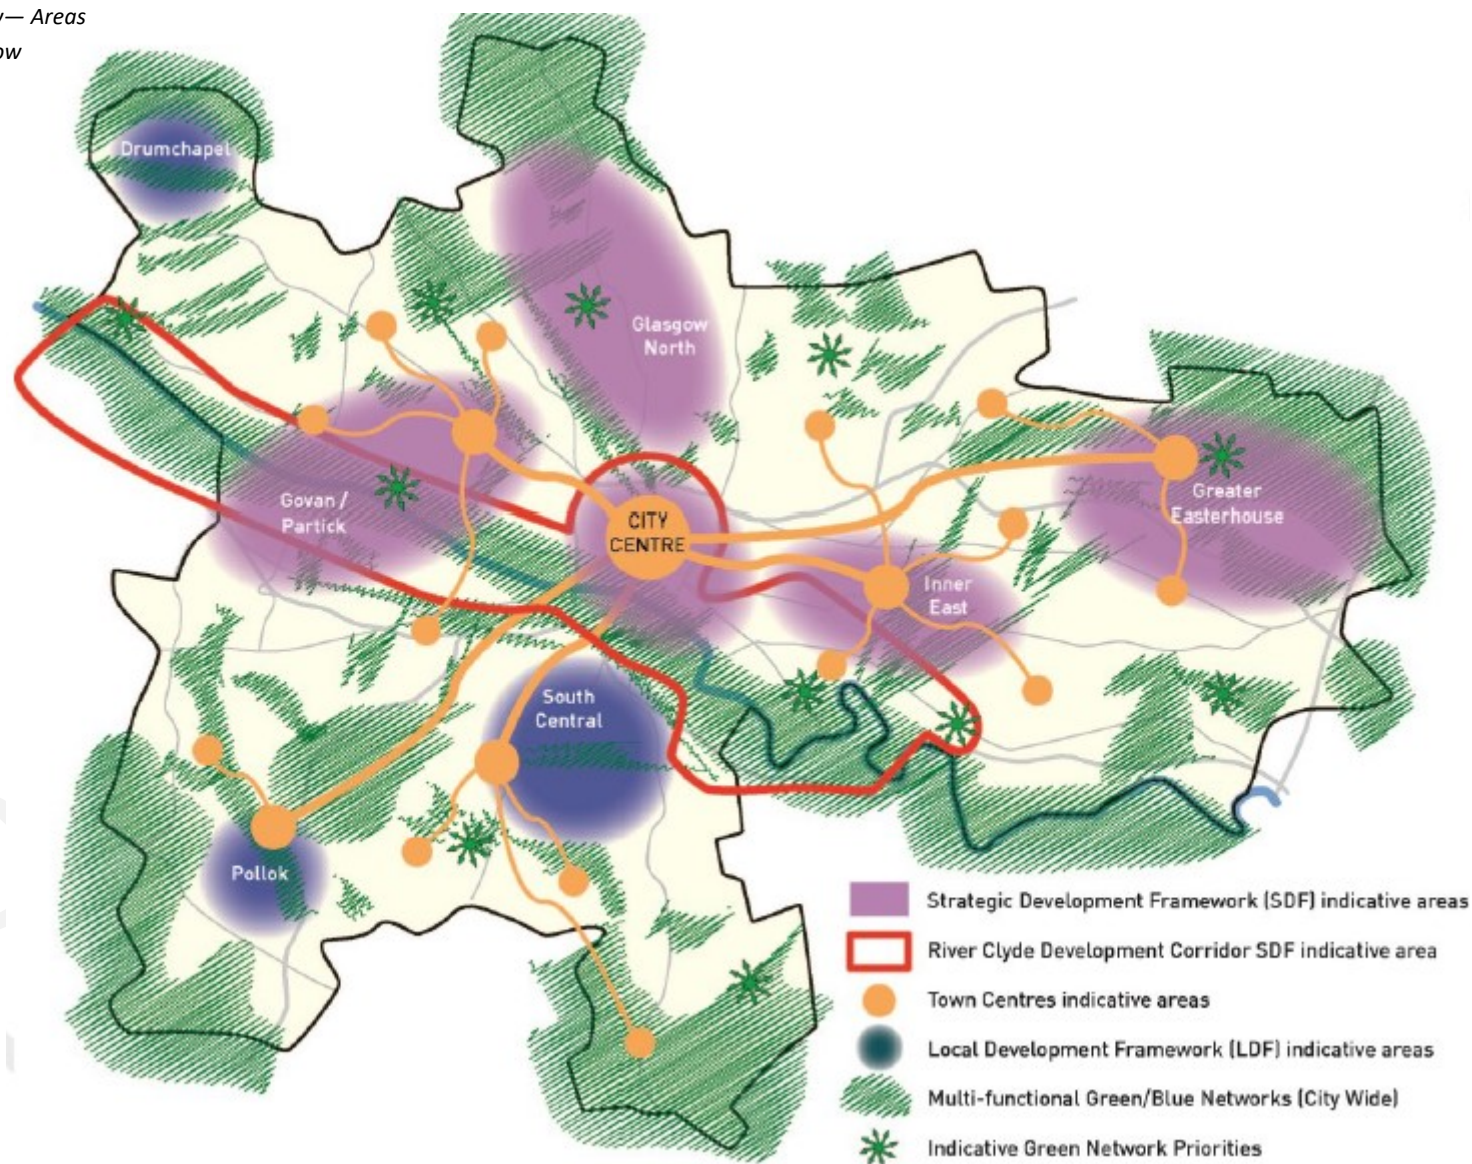 — Areas
Drumchapel
Glasgow
North
Govan /
Partick
CITY
CENTRE
Greater
Easterhouse
Inner
East
South
Central
Pollok
Strategic Development Framework (SDF) indicative areas
River Clyde Development Corridor SDF indicative area
Town Centres indicative areas
Local Development Framework (LDF) indicative areas
Multi-functional Green/Blue Networks (City Wide)
Indicative Green Network Priorities